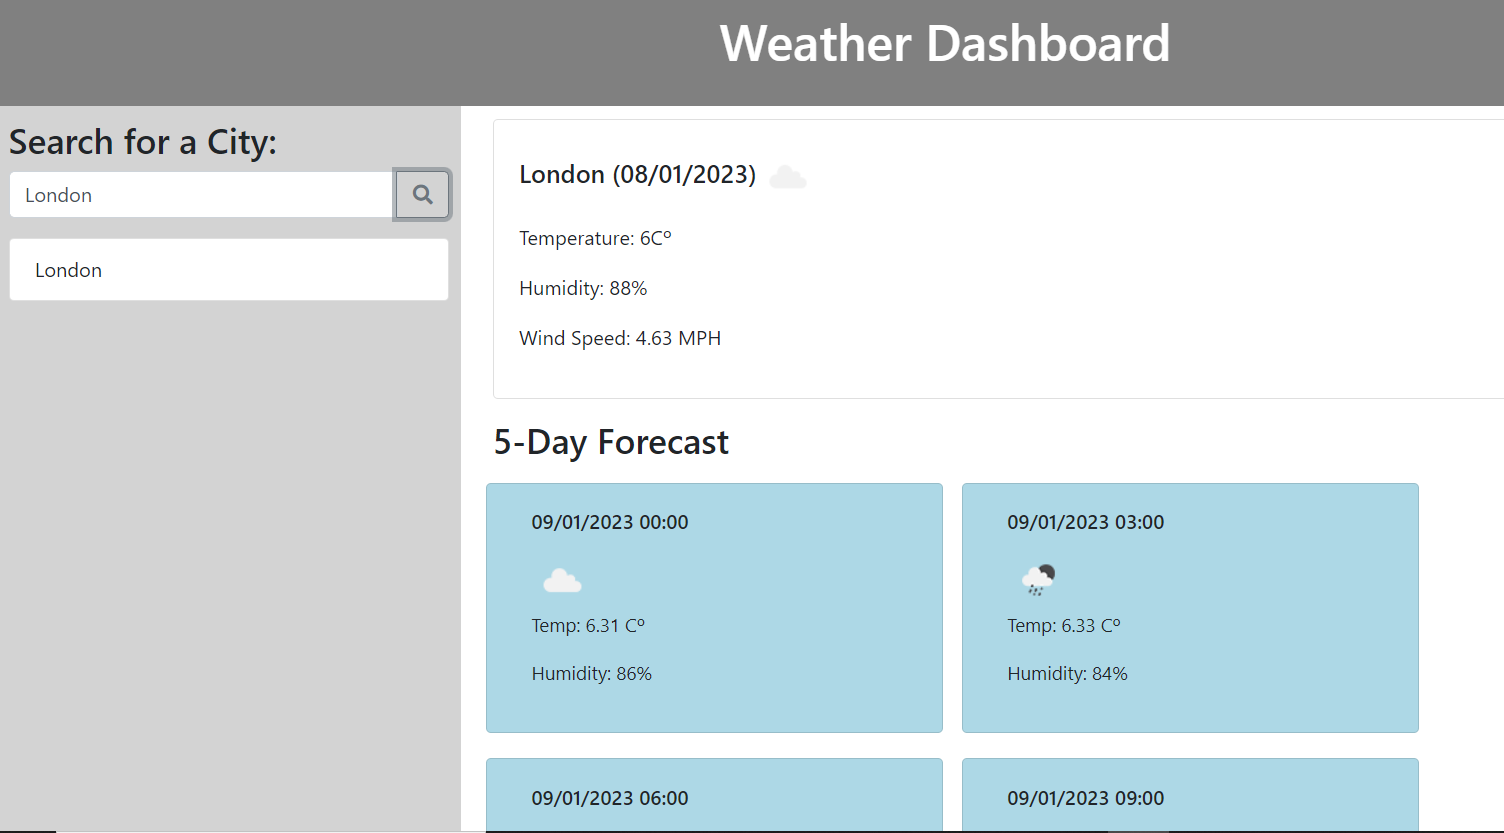 Weather Dashboard
Search for a City:
London
London
London (08/01/2023)
Temperature: 6Cº
Humidity: 88%
Wind Speed: 4.63 MPH
5-Day Forecast
09/01/2023 00:00
Temp: 6.31 Cº
Humidity: 86%
09/01/2023 03:00
Temp: 6.33 Cº
Humidity: 84%
09/01/2023 06:00
09/01/2023 09:00